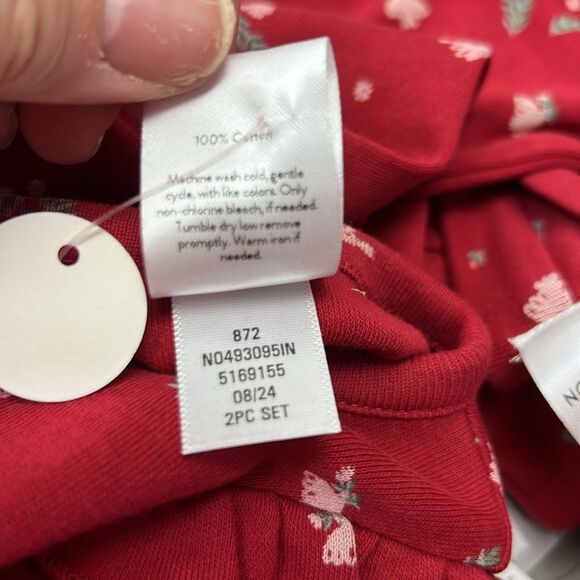 100% Cotton
Machine wash cold, gentle
cycle, with like colors. Only
non-chlorine bleach, if needed.
Tumble dry low remove
promptly. Warm iron if
needed.
872
NO493095IN
5169155
08/24
2PC SET